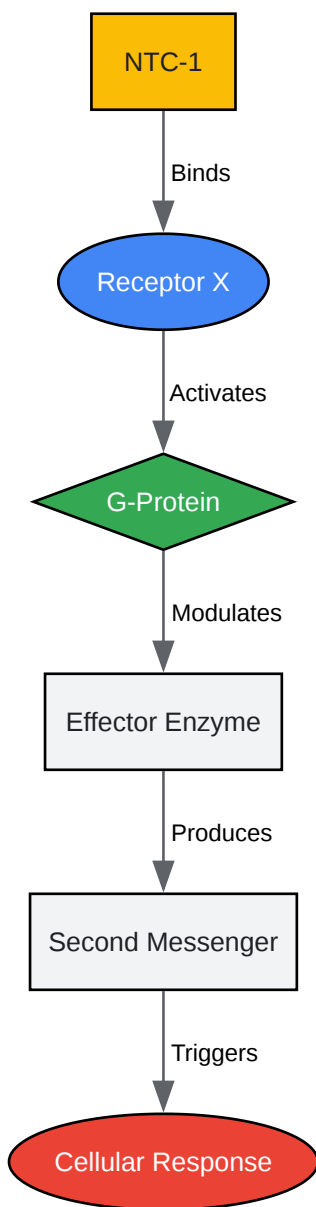 NTC-1
Binds
Receptor X
Activates
G-Protein
Modulates
Effector Enzyme
Produces
Second Messenger
Triggers
Cellular Response